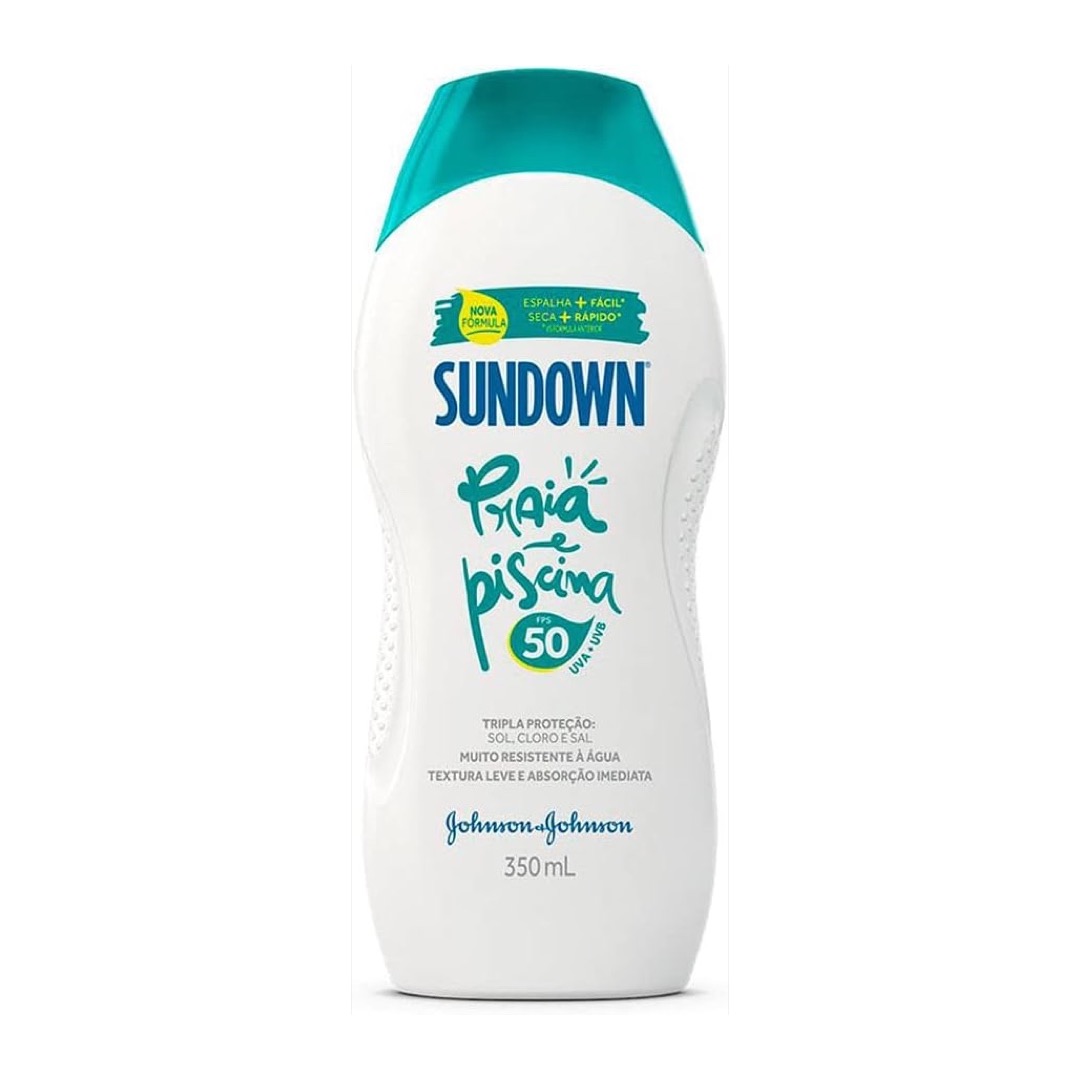 NOVA
FÓRMULA
ESPALHA + FÁCIL*
SECA + RÁPIDO*
SUNDOWN®
Praia
e
piscina
FPS
50
UVA + UVB
TRIPLA PROTEÇÃO:
SOL, CLORO E SAL
MUITO RESISTENTE À ÁGUA
TEXTURA LEVE E ABSORÇÃO IMEDIATA
Johnson+Johnson
350 mL